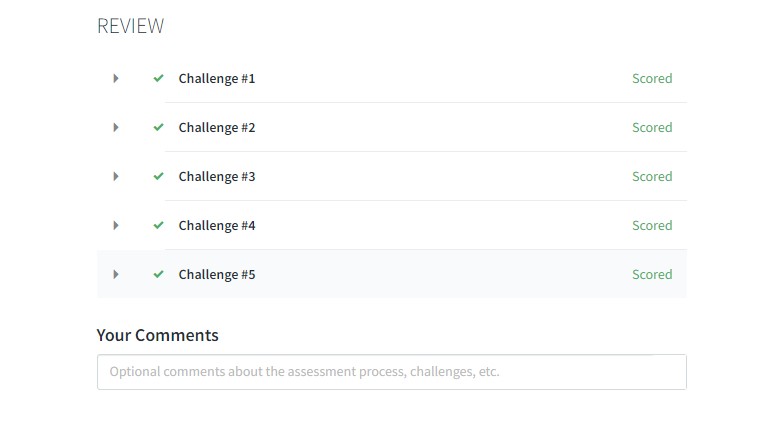 REVIEW
Challenge #1 Scored
Challenge #2 Scored
Challenge #3 Scored
Challenge #4 Scored
Challenge #5 Scored
Your Comments
Optional comments about the assessment process, challenges, etc.